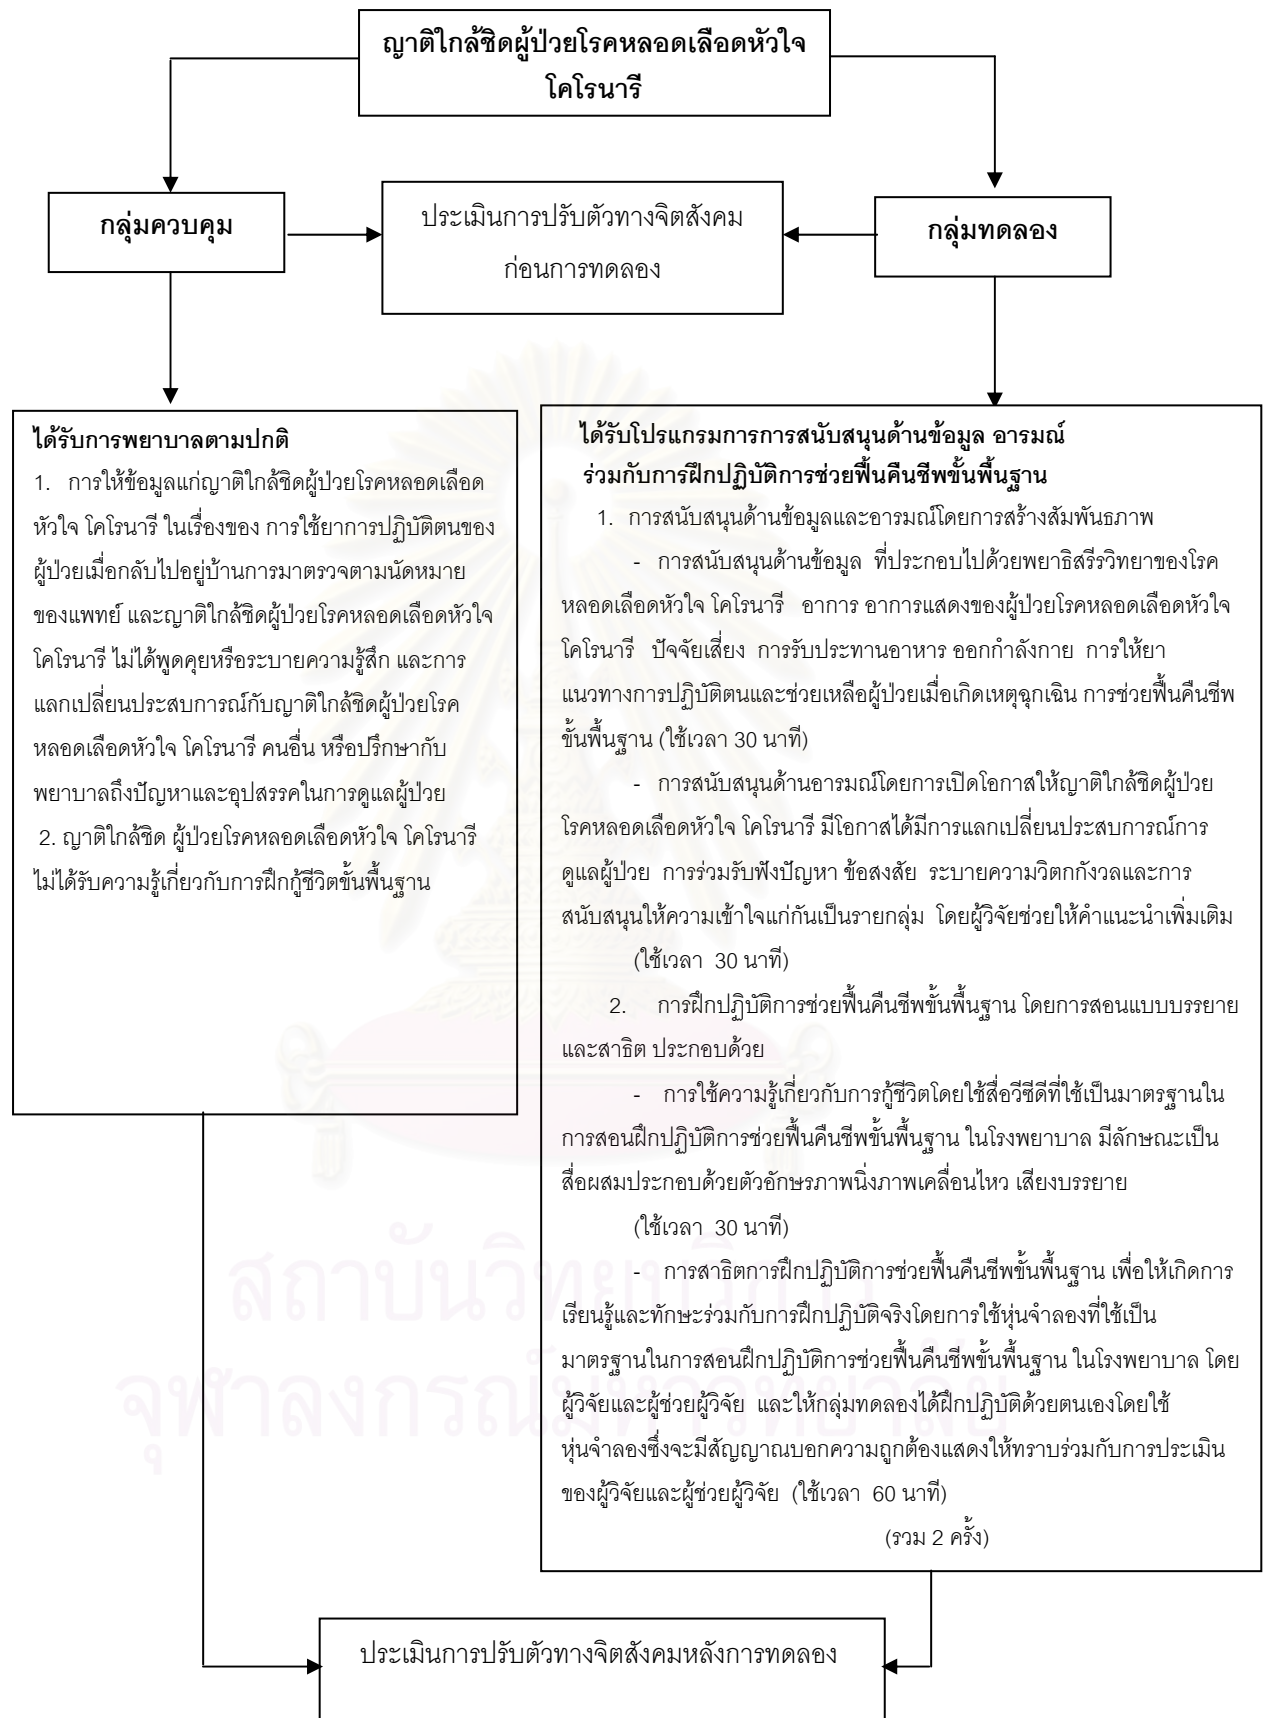 ญาติใกล้ชิดผู้ป่วยโรคหลอดเลือดหัวใจ
โคโรนารี
กลุ่มควบคุม
ประเมินการปรับตัวทางจิตสังคม
ก่อนการทดลอง
กลุ่มทดลอง
ได้รับการพยาบาลตามปกติ
1. การให้ข้อมูลแก่ญาติใกล้ชิดผู้ป่วยโรคหลอดเลือด
หัวใจ โคโรนารี ในเรื่องของ การใช้ยาการปฏิบัติตนของ
ผู้ป่วยเมื่อกลับไปอยู่บ้านการมาตรวจตามนัดหมาย
ของแพทย์ และญาติใกล้ชิดผู้ป่วยโรคหลอดเลือดหัวใจ
โคโรนารี ไม่ได้พูดคุยหรือระบายความรู้สึก และการ
แลกเปลี่ยนประสบการณ์กับญาติใกล้ชิดผู้ป่วยโรค
หลอดเลือดหัวใจ โคโรนารี คนอื่น หรือปรึกษากับ
พยาบาลถึงปัญหาและอุปสรรคในการดูแลผู้ป่วย
2. ญาติใกล้ชิด ผู้ป่วยโรคหลอดเลือดหัวใจ โคโรนารี
ไม่ได้รับความรู้เกี่ยวกับการฝึกกู้ชีวิตขั้นพื้นฐาน
ได้รับโปรแกรมการการสนับสนุนด้านข้อมูล อารมณ์
ร่วมกับการฝึกปฏิบัติการช่วยฟื้นคืนชีพขั้นพื้นฐาน
1. การสนับสนุนด้านข้อมูลและอารมณ์โดยการสร้างสัมพันธภาพ
- การสนับสนุนด้านข้อมูล ที่ประกอบไปด้วยพยาธิสรีรวิทยาของโรค
หลอดเลือดหัวใจ โคโรนารี อาการ อาการแสดงของผู้ป่วยโรคหลอดเลือดหัวใจ
โคโรนารี ปัจจัยเสี่ยง การรับประทานอาหาร ออกกำลังกาย การให้ยา
แนวทางการปฏิบัติตนและช่วยเหลือผู้ป่วยเมื่อเกิดเหตุฉุกเฉิน การช่วยฟื้นคืนชีพ
ขั้นพื้นฐาน (ใช้เวลา 30 นาที)
- การสนับสนุนด้านอารมณ์โดยการเปิดโอกาสให้ญาติใกล้ชิดผู้ป่วย
โรคหลอดเลือดหัวใจ โคโรนารี มีโอกาสได้มีการแลกเปลี่ยนประสบการณ์การ
ดูแลผู้ป่วย การร่วมรับฟังปัญหา ข้อสงสัย ระบายความวิตกกังวลและการ
สนับสนุนให้ความเข้าใจแก่กันเป็นรายกลุ่ม โดยผู้วิจัยช่วยให้คำแนะนำเพิ่มเติม
(ใช้เวลา 30 นาที)
2. การฝึกปฏิบัติการช่วยฟื้นคืนชีพขั้นพื้นฐาน โดยการสอนแบบบรรยาย
และสาธิต ประกอบด้วย
- การใช้ความรู้เกี่ยวกับการกู้ชีวิตโดยใช้สื่อวีซีดีที่ใช้เป็นมาตรฐานใน
การสอนฝึกปฏิบัติการช่วยฟื้นคืนชีพขั้นพื้นฐาน ในโรงพยาบาล มีลักษณะเป็น
สื่อผสมประกอบด้วยตัวอักษรภาพนิ่งภาพเคลื่อนไหว เสียงบรรยาย
(ใช้เวลา 30 นาที)
- การสาธิตการฝึกปฏิบัติการช่วยฟื้นคืนชีพขั้นพื้นฐาน เพื่อให้เกิดการ
เรียนรู้และทักษะร่วมกับการฝึกปฏิบัติจริงโดยการใช้หุ่นจำลองที่ใช้เป็น
มาตรฐานในการสอนฝึกปฏิบัติการช่วยฟื้นคืนชีพขั้นพื้นฐาน ในโรงพยาบาล โดย
ผู้วิจัยและผู้ช่วยผู้วิจัย และให้กลุ่มทดลองได้ฝึกปฏิบัติด้วยตนเองโดยใช้
หุ่นจำลองซึ่งจะมีสัญญาณบอกความถูกต้องแสดงให้ทราบร่วมกับการประเมิน
ของผู้วิจัยและผู้ช่วยผู้วิจัย (ใช้เวลา 60 นาที)
(รวม 2 ครั้ง)
สถาบันวิทยบริการ
จุฬาลงกรณ์มหาวิทยาลัย
ประเมินการปรับตัวทางจิตสังคมหลังการทดลอง